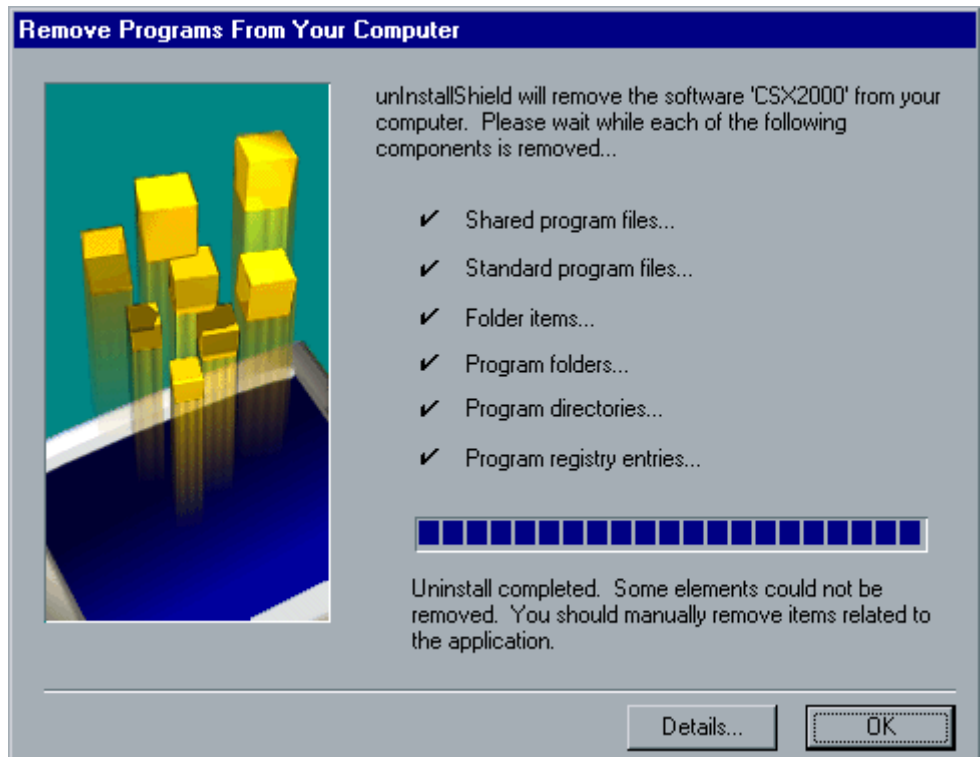 Remove Programs From Your Computer
unInstallShield will remove the software 'CSX2000' from your
computer.  Please wait while each of the following
components is removed...
✔ Shared program files...
✔ Standard program files...
✔ Folder items...
✔ Program folders...
✔ Program directories...
✔ Program registry entries...
Uninstall completed.  Some elements could not be
removed.  You should manually remove items related to
the application.
Details...
OK